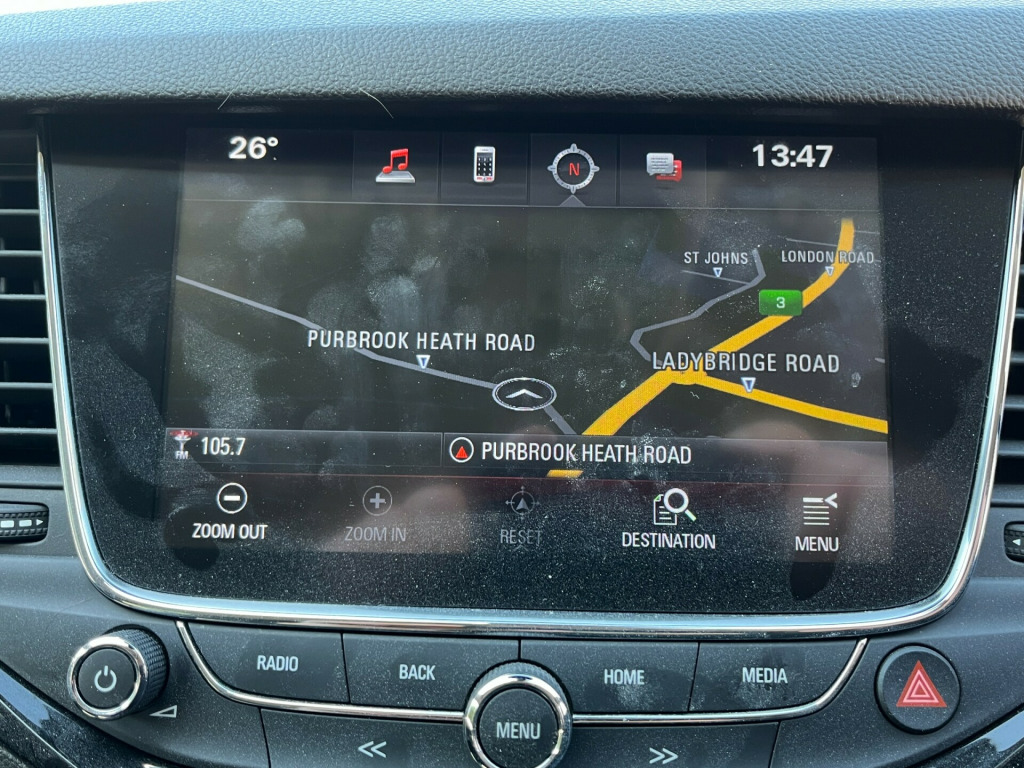 26°
N
13:47
ST JOHNS
LONDON ROAD
3
PURBROOK HEATH ROAD
LADYBRIDGE ROAD
FM
105.7
PURBROOK HEATH ROAD
ZOOM OUT
ZOOM IN
RESET
DESTINATION
MENU
RADIO
BACK
HOME
MEDIA
MENU